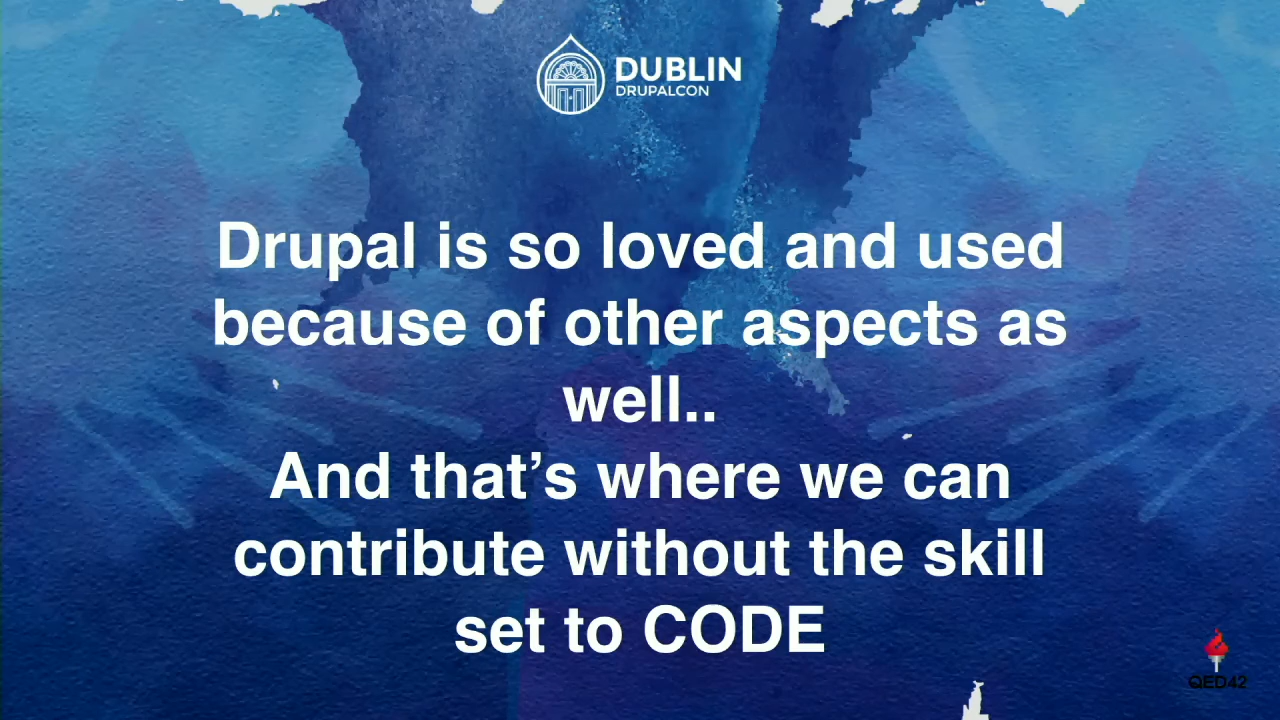 DUBLIN
DRUPALCON
Drupal is so loved and used
because of other aspects as
well..
And that’s where we can
contribute without the skill
set to CODE
QED42